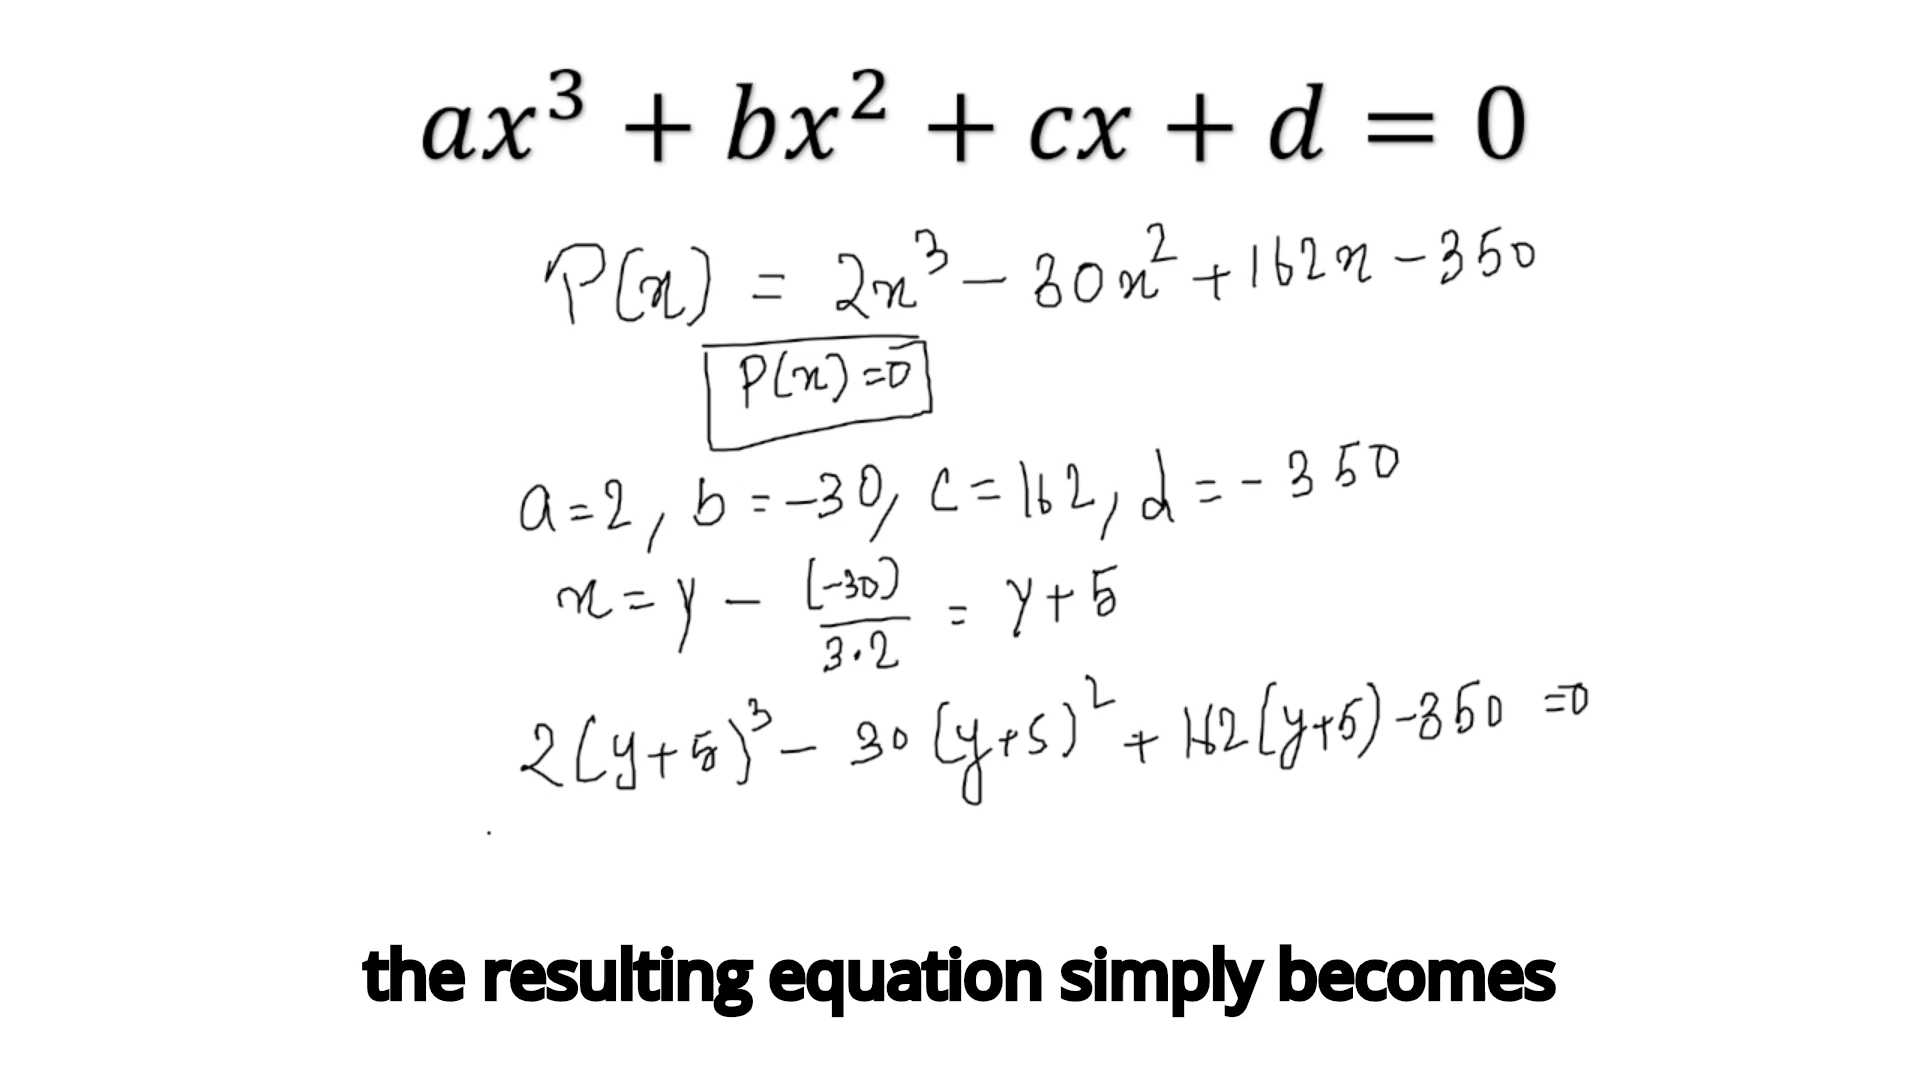 ax³ + bx² + cx + d = 0
P(x) = 2x³ - 30x² + 162x - 350
P(x) = 0
a=2, b=-30, c=162, d=-350
x = y - (-30)/3·2 = y+5
2(y+5)³ - 30(y+5)² + 162(y+5) - 350 = 0
the resulting equation simply becomes